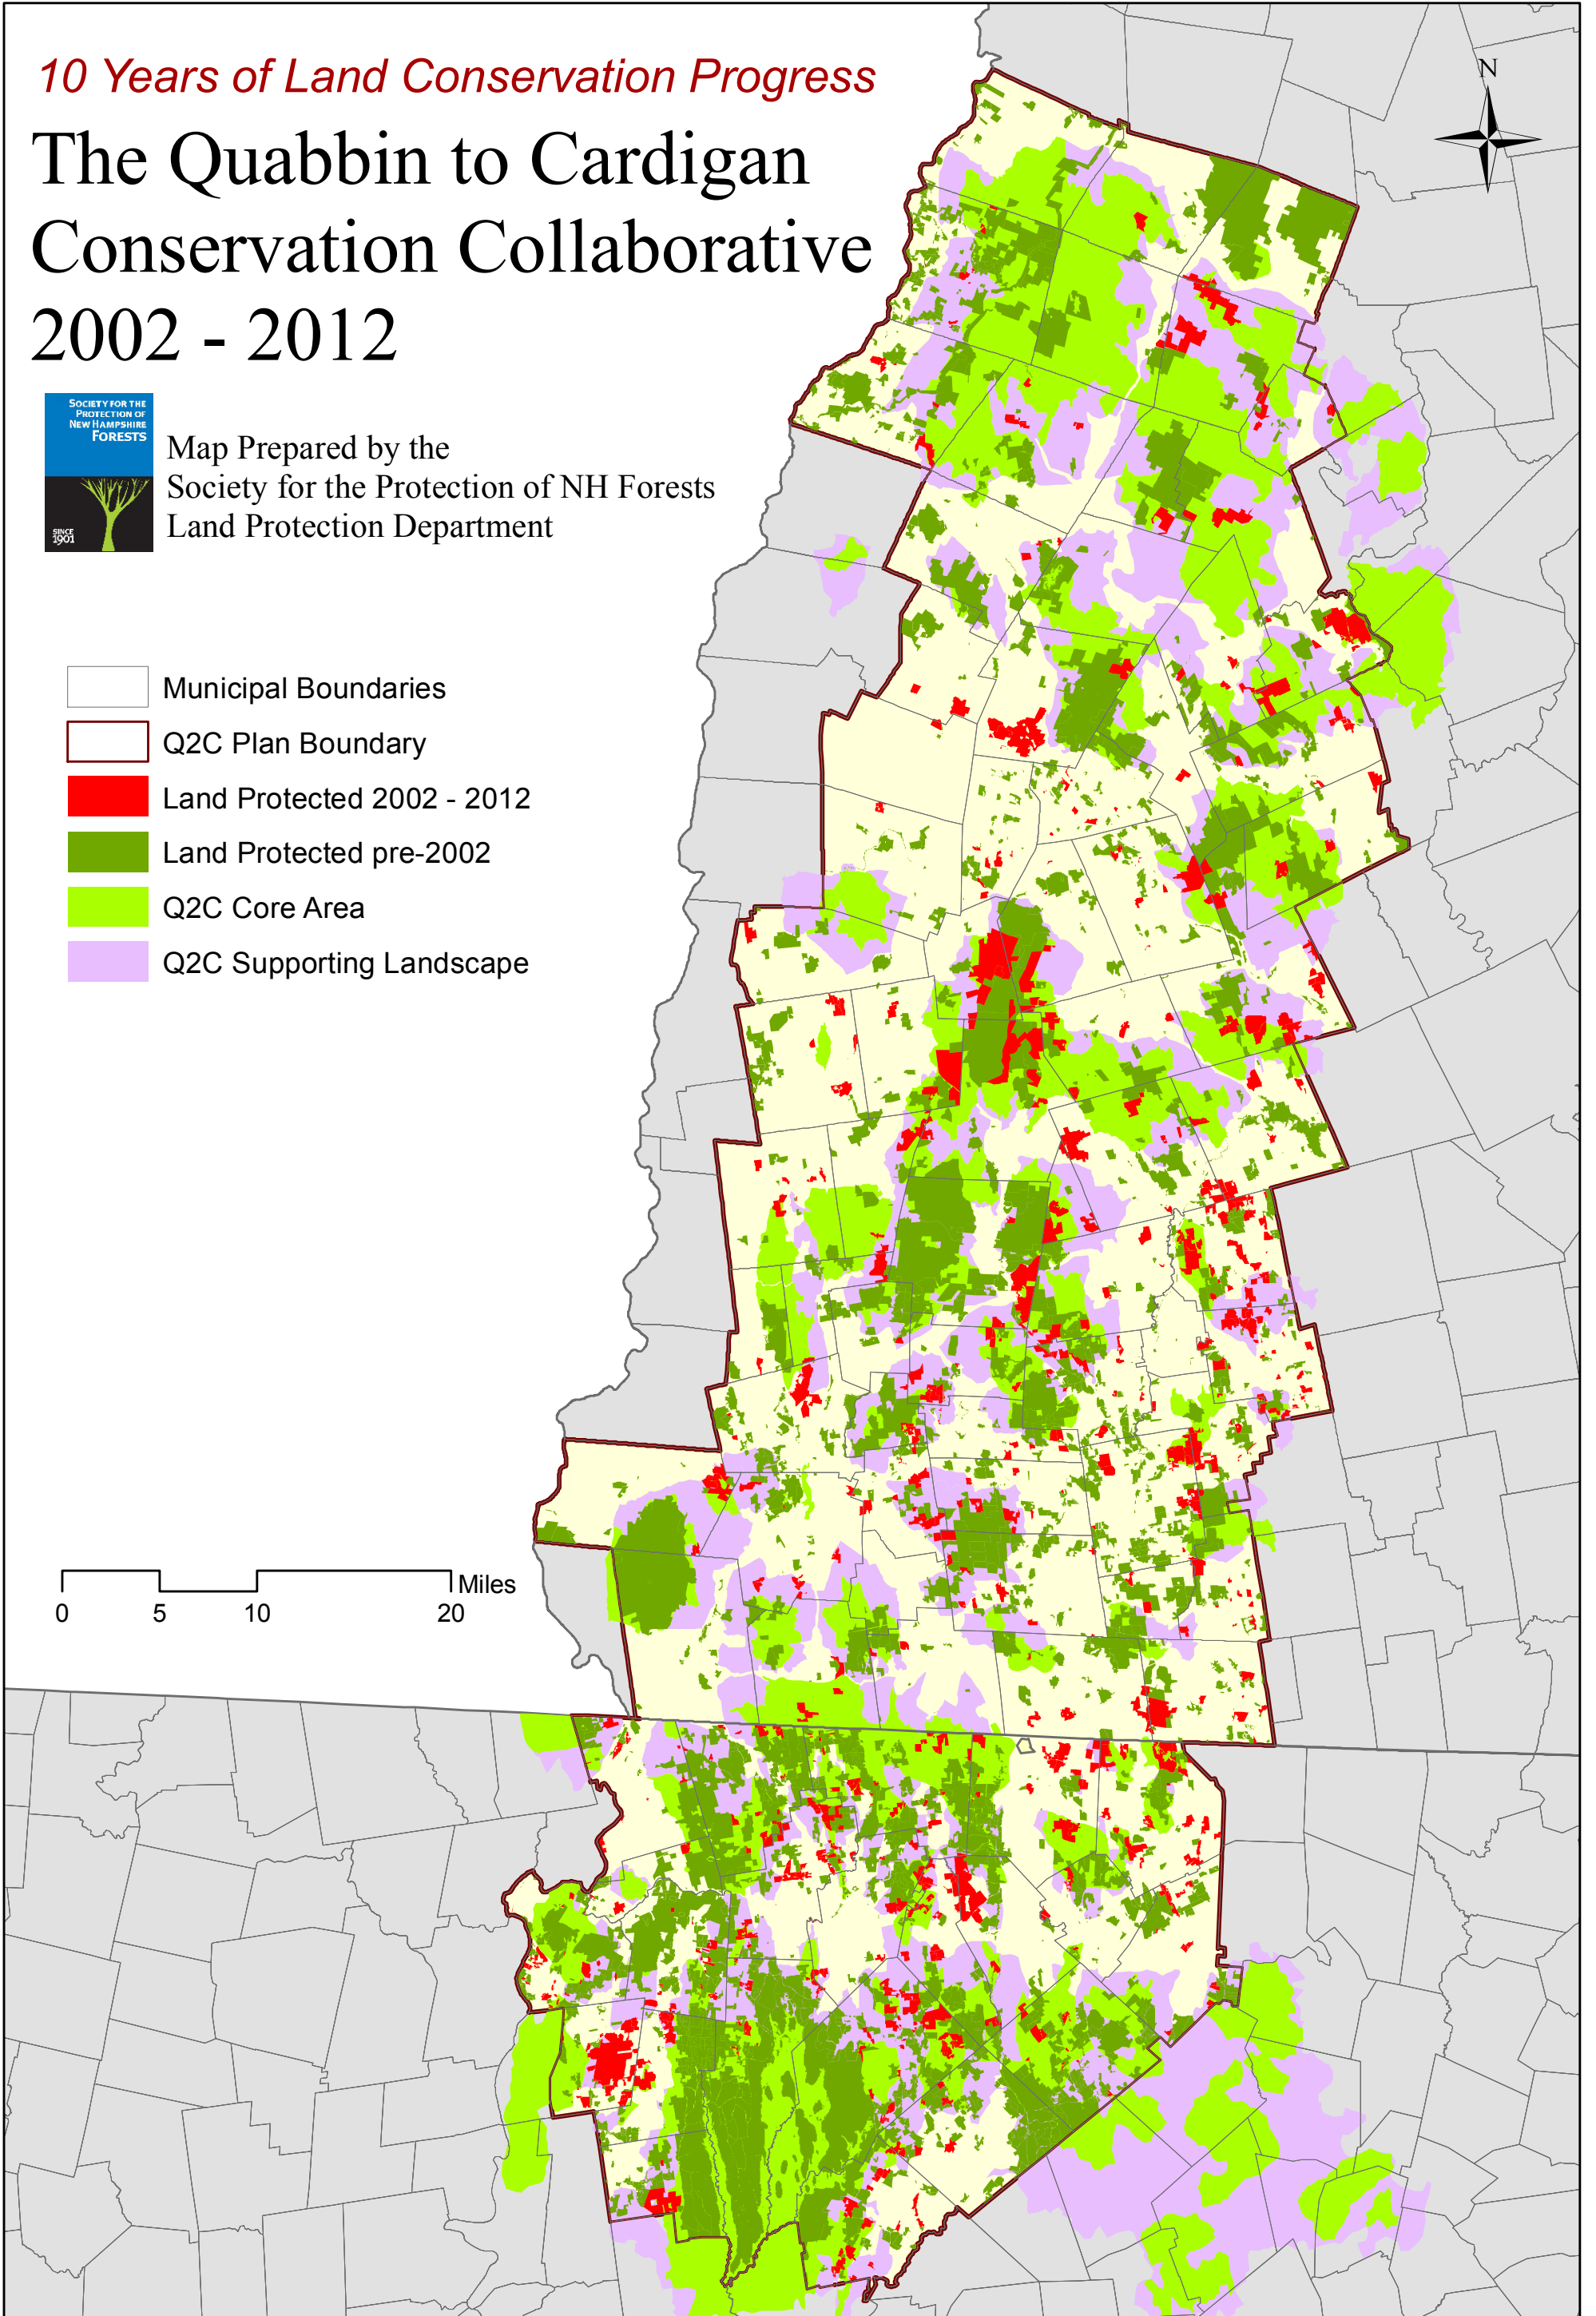 10 Years of Land Conservation Progress
The Quabbin to Cardigan
Conservation Collaborative
2002 - 2012
N
SOCIETY FOR THE
PROTECTION OF
NEW HAMPSHIRE
FORESTS
SINCE
1901
Map Prepared by the
Society for the Protection of NH Forests
Land Protection Department
Municipal Boundaries
Q2C Plan Boundary
Land Protected 2002 - 2012
Land Protected pre-2002
Q2C Core Area
Q2C Supporting Landscape
Miles
0 5 10 20